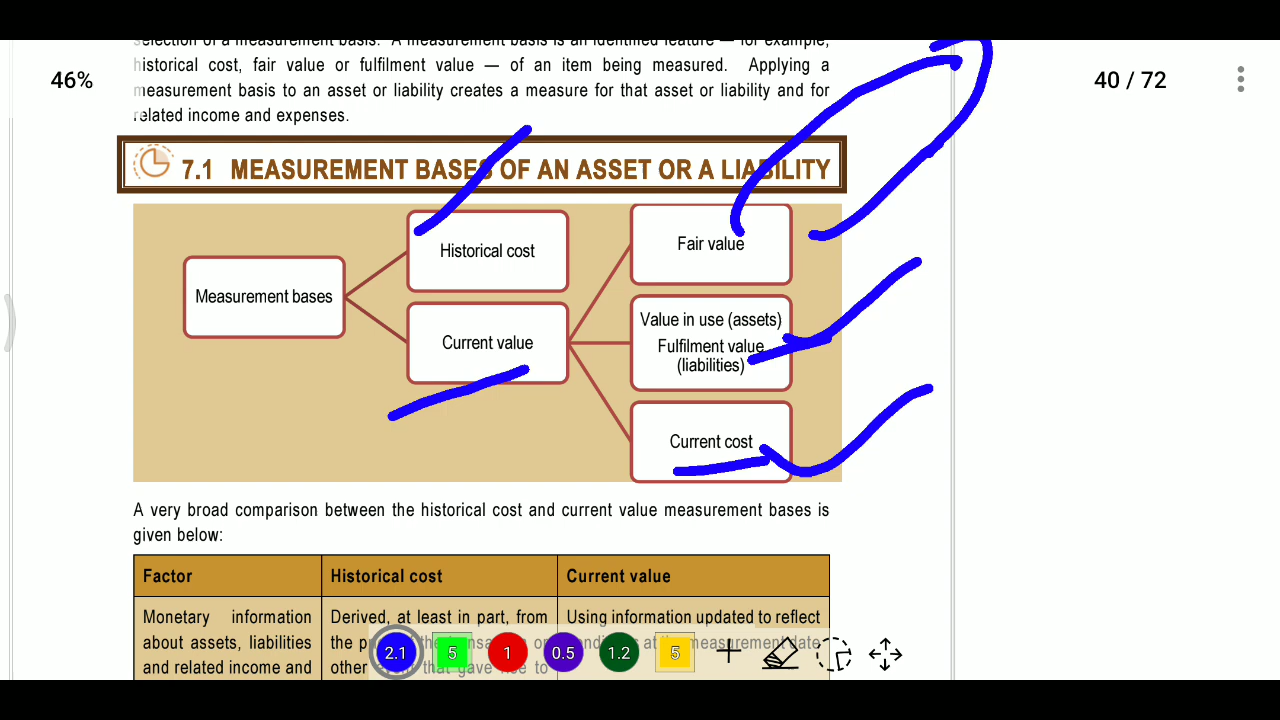 selection of a measurement basis. A measurement basis is an identified feature — for example,
46%
historical cost, fair value or fulfilment value — of an item being measured. Applying a
40 / 72
measurement basis to an asset or liability creates a measure for that asset or liability and for
related income and expenses.
7.1 MEASUREMENT BASES OF AN ASSET OR A LIABILITY
Measurement bases
Historical cost
Current value
Fair value
Value in use (assets)
Fulfilment value
(liabilities)
Current cost
A very broad comparison between the historical cost and current value measurement bases is
given below:
Factor Historical cost Current value
Monetary information Derived, at least in part, from Using information updated to reflect
about assets, liabilities the of the or at measurement date
and related income and other that gave rise to
2.1 5 1 0.5 1.2 5